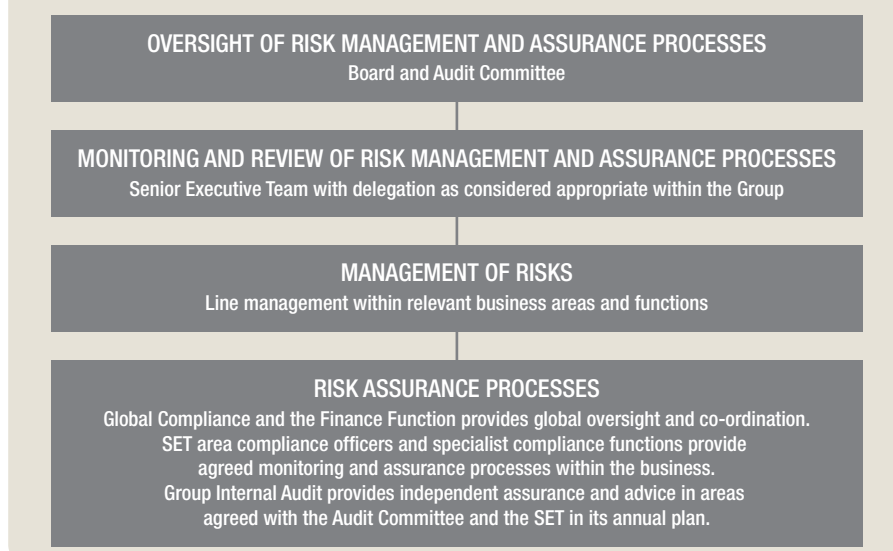 OVERSIGHT OF RISK MANAGEMENT AND ASSURANCE PROCESSES
Board and Audit Committee
MONITORING AND REVIEW OF RISK MANAGEMENT AND ASSURANCE PROCESSES
Senior Executive Team with delegation as considered appropriate within the Group
MANAGEMENT OF RISKS
Line management within relevant business areas and functions
RISK ASSURANCE PROCESSES
Global Compliance and the Finance Function provides global oversight and co-ordination.
SET area compliance officers and specialist compliance functions provide
agreed monitoring and assurance processes within the business.
Group Internal Audit provides independent assurance and advice in areas
agreed with the Audit Committee and the SET in its annual plan.